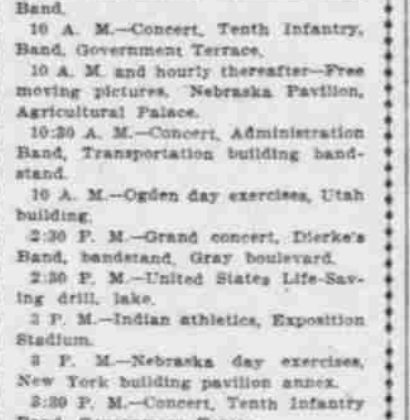 Band.
10 A. M.—Concert, Tenth Infantry,
Band, Government Terrace.
10 A. M. and hourly thereafter—Free
moving pictures, Nebraska Pavilion,
Agricultural Palace.
10:30 A. M.—Concert, Administration
Band, Transportation building band-
stand.
10 A. M.—Ogden day exercises, Utah
building.
2:30 P. M.—Grand concert, Dierke's
Band, bandstand, Gray boulevard.
2:30 P. M.—United States Life-Sav-
ing drill, lake.
3 P. M.—Indian athletics, Exposition
Stadium.
3 P. M.—Nebraska day exercises,
New York building pavilion annex.
3:30 P. M.—Concert, Tenth Infantry